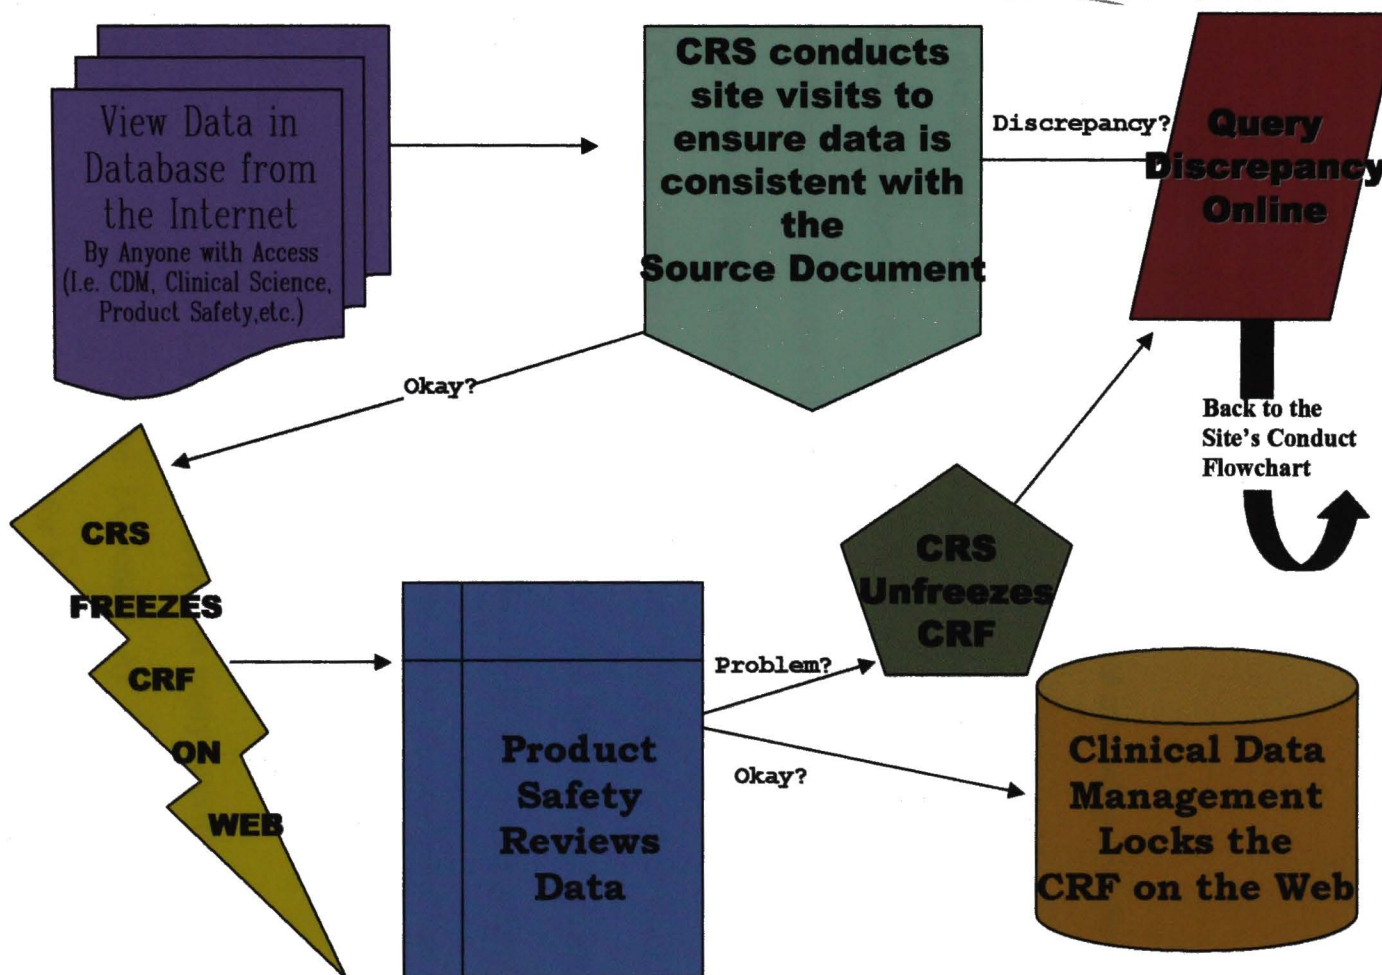 View Data in
Database from
the Internet
By Anyone with Access
(I.e. CDM, Clinical Science,
Product Safety,etc.)
CRS conducts
site visits to
ensure data is
consistent with
the
Source Document
Discrepancy?
Query
Discrepancy
Online
Okay?
Back to the
Site's Conduct
Flowchart
CRS
FREEZES
CRF
ON
WEB
Product
Safety
Reviews
Data
Problem?
Okay?
CRS
Unfreezes
CRF
Clinical Data
Management
Locks the
CRF on the Web